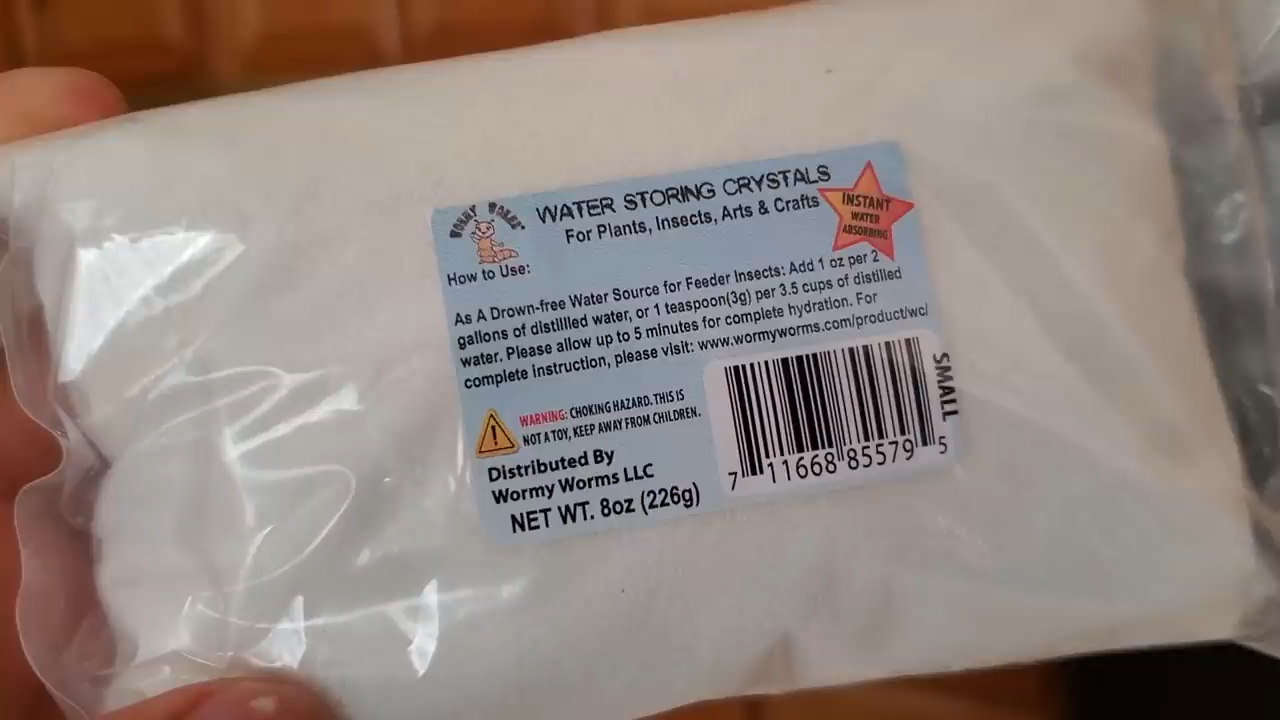 WORMY WORMS
WATER STORING CRYSTALS
For Plants, Insects, Arts & Crafts
INSTANT
WATER
ABSORBING
How to Use:
As A Drown-free Water Source for Feeder Insects: Add 1 oz per 2
gallons of distillled water, or 1 teaspoon(3g) per 3.5 cups of distilled
water. Please allow up to 5 minutes for complete hydration. For
complete instruction, please visit: www.wormyworms.com/product/wc/
WARNING: CHOKING HAZARD. THIS IS
NOT A TOY, KEEP AWAY FROM CHILDREN.
Distributed By
Wormy Worms LLC
NET WT. 8oz (226g)
SMALL
7 11668 85579 5